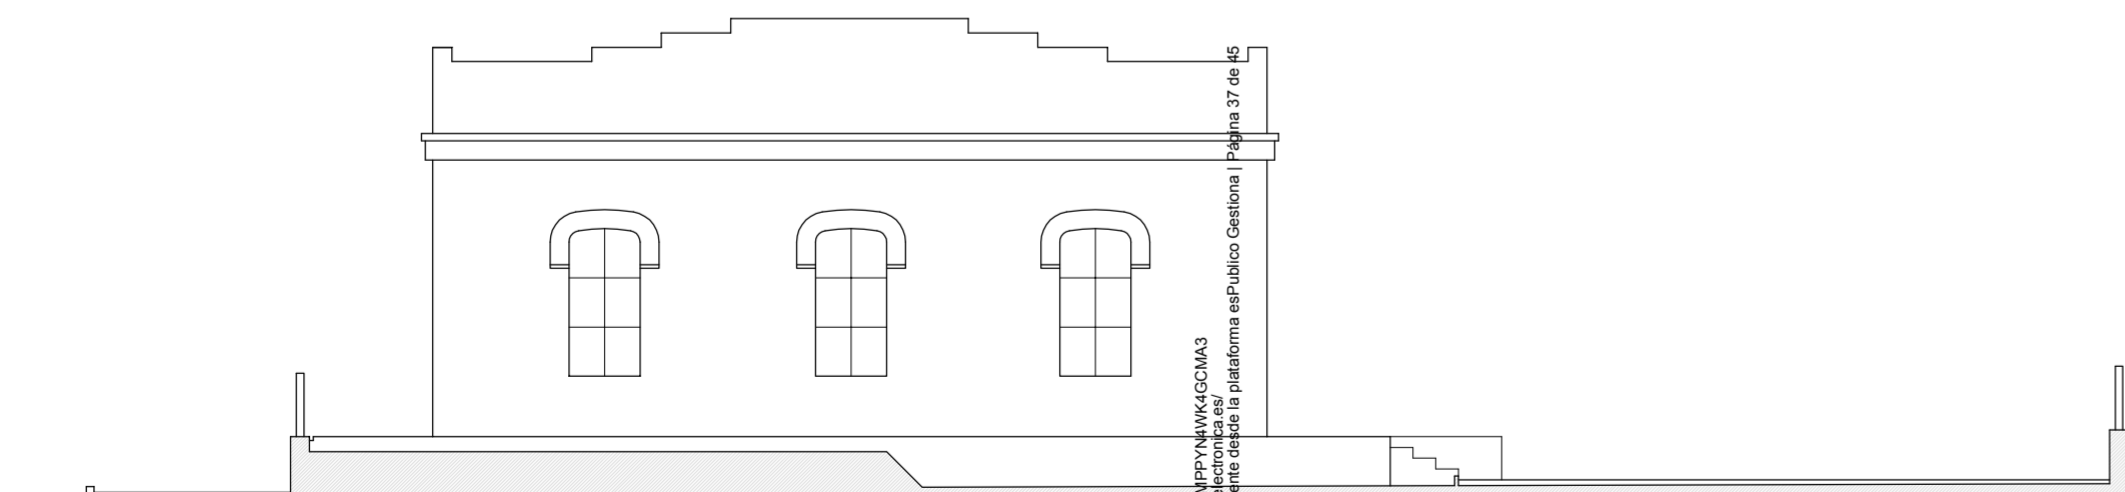 MPPYN4WK4GCMA3
electronica.es/
ente desde la plataforma esPublico Gestiona | Página 37 de 45